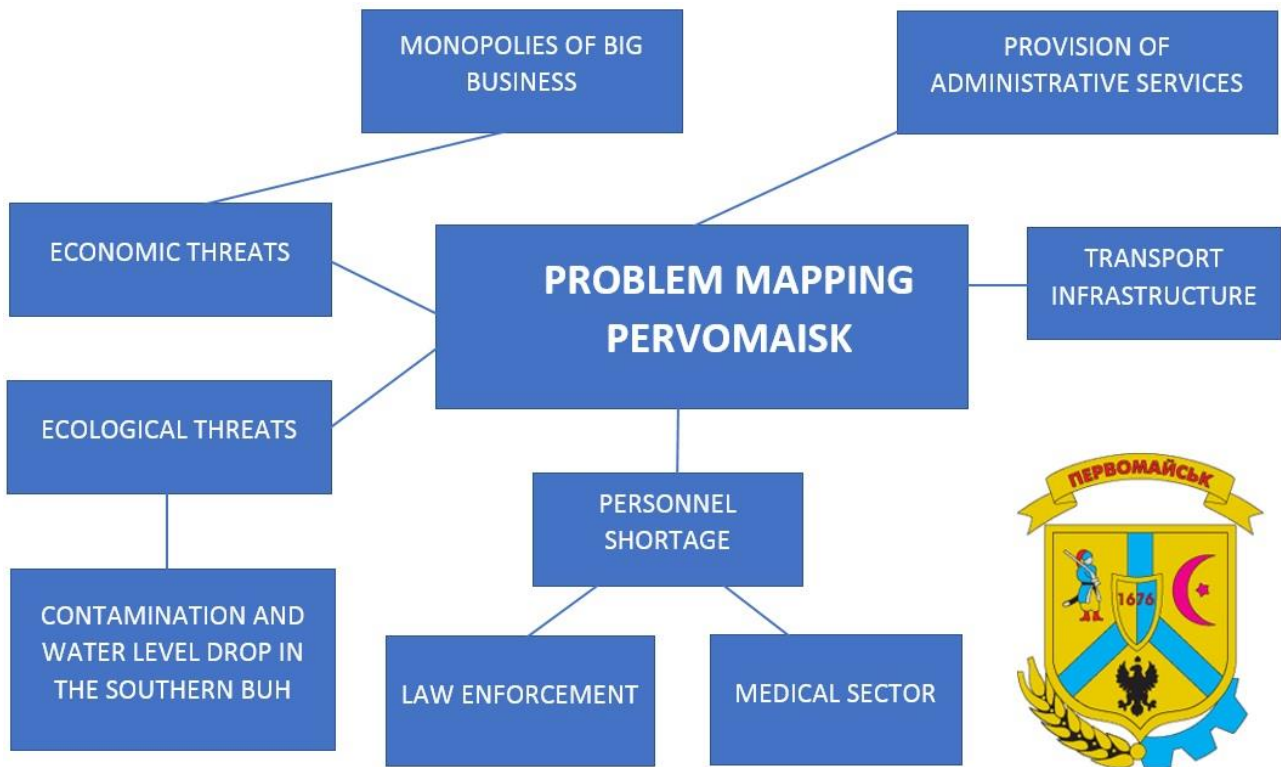 MONOPOLIES OF BIG
BUSINESS
PROVISION OF
ADMINISTRATIVE SERVICES
ECONOMIC THREATS
PROBLEM MAPPING
PERVOMAISK
TRANSPORT
INFRASTRUCTURE
ECOLOGICAL THREATS
PERSONNEL
SHORTAGE
CONTAMINATION AND
WATER LEVEL DROP IN
THE SOUTHERN BUH
LAW ENFORCEMENT
MEDICAL SECTOR
ПЕРВОМАЙСЬК
1676